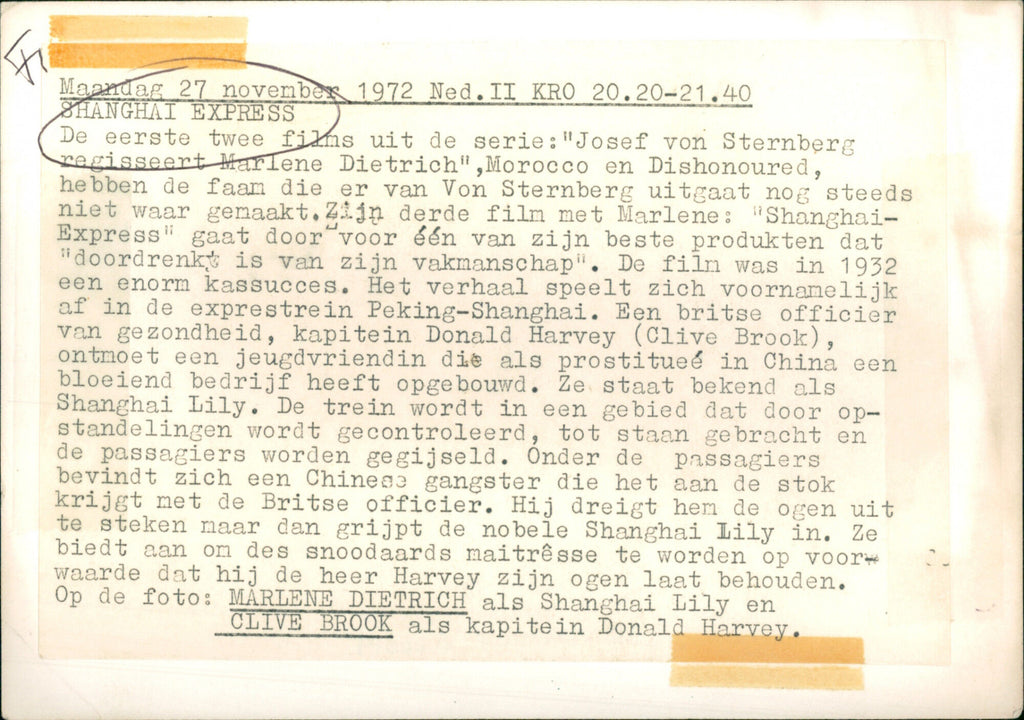 Maandag 27 november 1972 Ned.II KRO 20.20-21.40
SHANGHAI EXPRESS
De eerste twee films uit de serie:"Josef von Sternberg
regisseert Marlene Dietrich",Morocco en Dishonoured,
hebben de faam die er van Von Sternberg uitgaat nog steeds
niet waar gemaakt.Zijn derde film met Marlene: "Shanghai-
Express" gaat door voor één van zijn beste produkten dat
"doordrenkt is van zijn vakmanschap". De film was in 1932
een enorm kassucces. Het verhaal speelt zich voornamelijk
af in de exprestrein Peking-Shanghai. Een britse officier
van gezondheid, kapitein Donald Harvey (Clive Brook),
ontmoet een jeugdvriendin die als prostitueé in China een
bloeiend bedrijf heeft opgebouwd. Ze staat bekend als
Shanghai Lily. De trein wordt in een gebied dat door op-
standelingen wordt gecontroleerd, tot staan gebracht en
de passagiers worden gegijseld. Onder de passagiers
bevindt zich een Chinese gangster die het aan de stok
krijgt met de Britse officier. Hij dreigt hem de ogen uit
te steken maar dan grijpt de nobele Shanghai Lily in. Ze
biedt aan om des snoodaards maitrêsse te worden op voor-
waarde dat hij de heer Harvey zijn ogen laat behouden.
Op de foto: MARLENE DIETRICH als Shanghai Lily en
CLIVE BROOK als kapitein Donald Harvey.